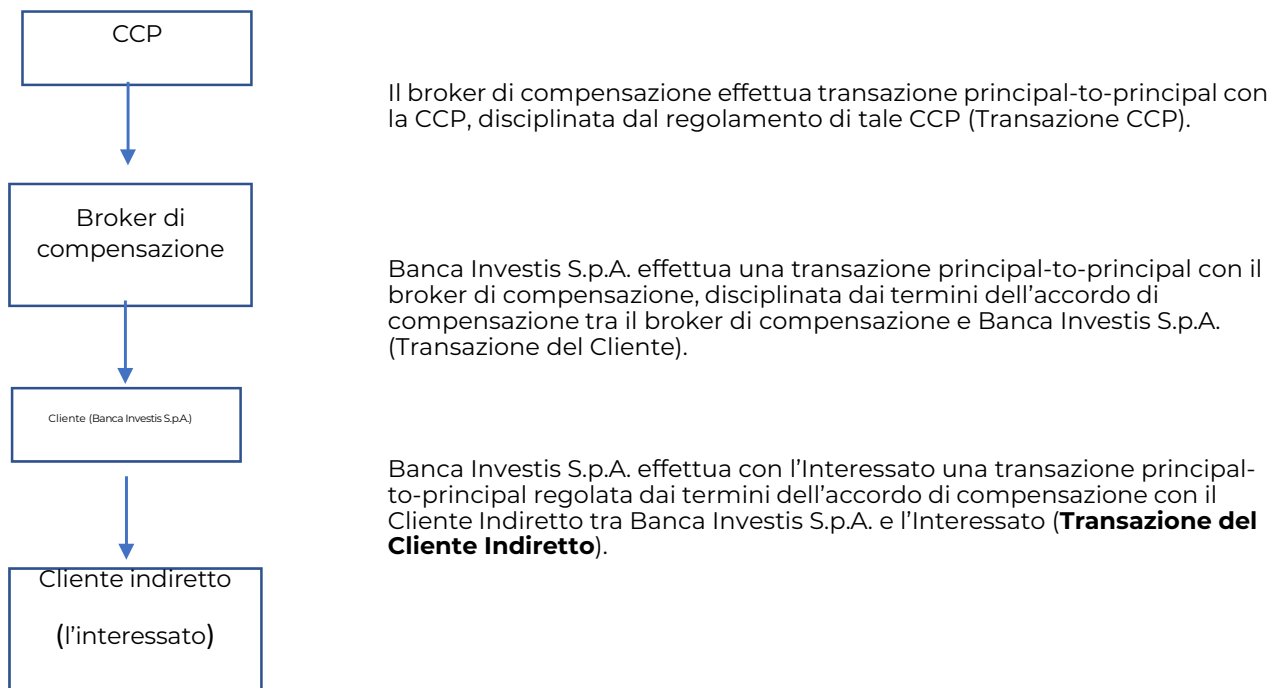 CCP
Il broker di compensazione effettua transazione principal-to-principal con
la CCP, disciplinata dal regolamento di tale CCP (Transazione CCP).
Broker di
compensazione
Banca Investis S.p.A. effettua una transazione principal-to-principal con il
broker di compensazione, disciplinata dai termini dell’accordo di
compensazione tra il broker di compensazione e Banca Investis S.p.A.
(Transazione del Cliente).
Cliente (Banca Investis S.p.A.)
Banca Investis S.p.A. effettua con l’Interessato una transazione principal-
to-principal regolata dai termini dell’accordo di compensazione con il
Cliente Indiretto tra Banca Investis S.p.A. e l’Interessato (Transazione del
Cliente Indiretto).
Cliente indiretto
(l’interessato)